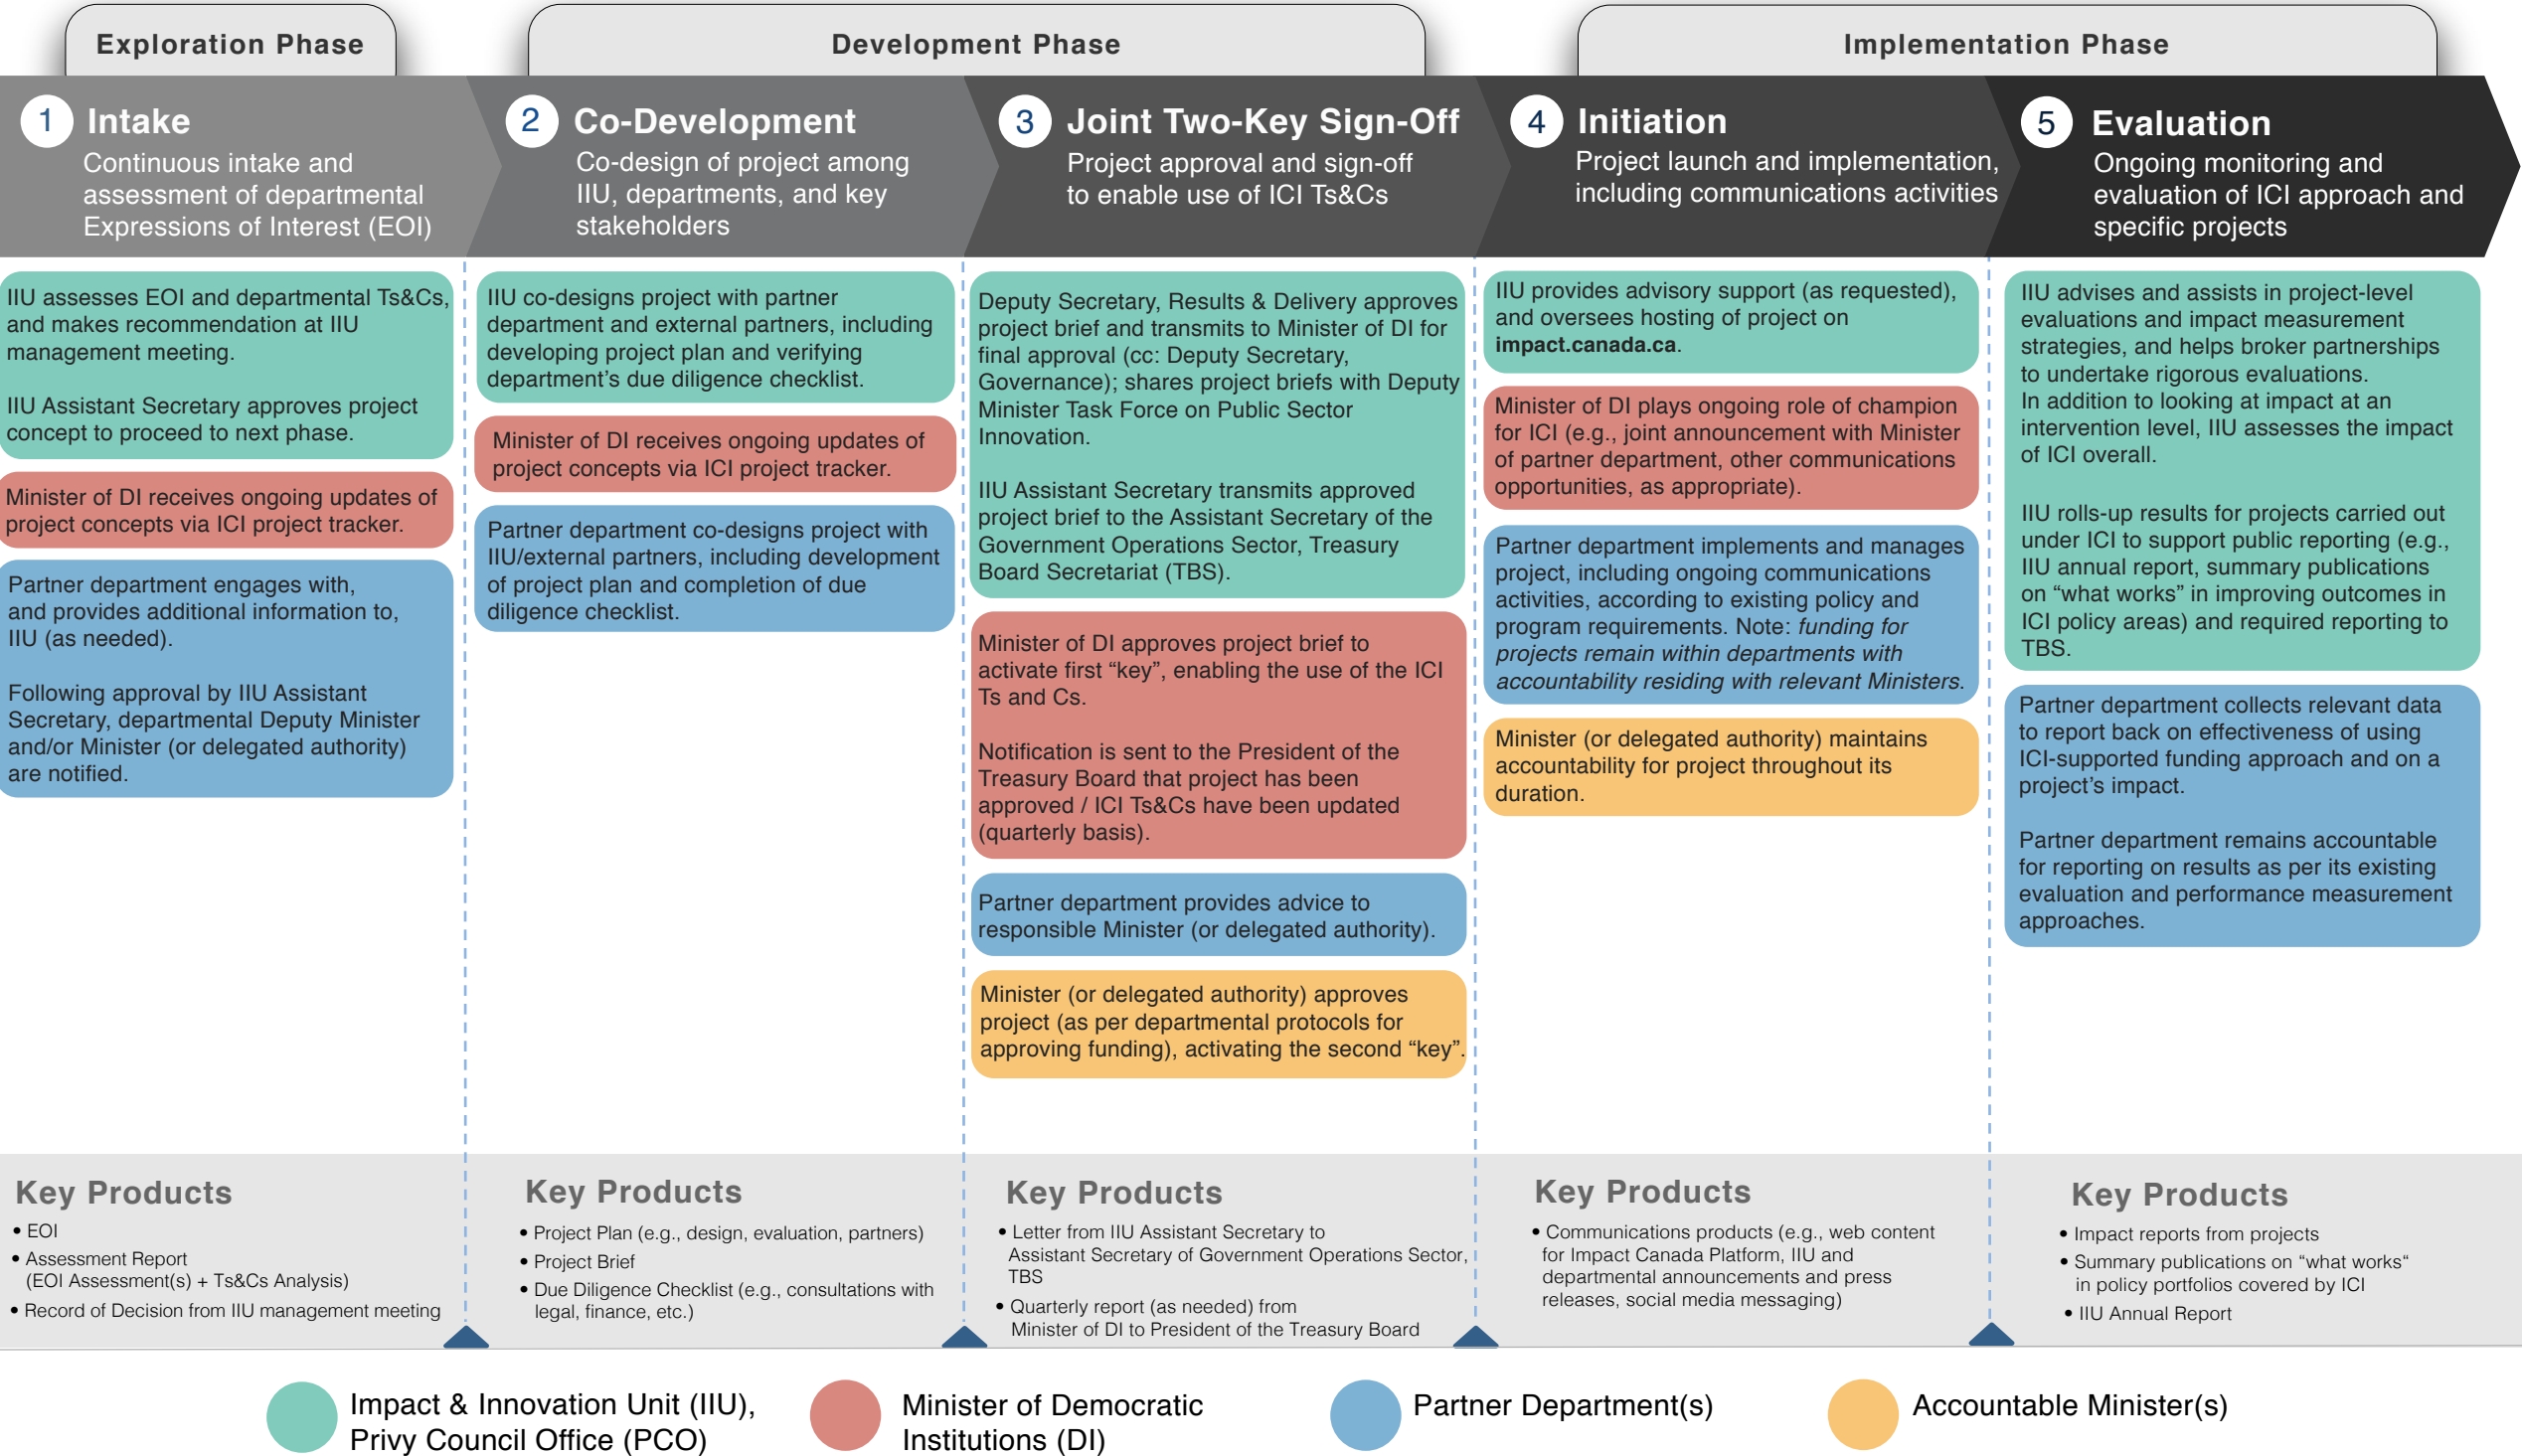 Exploration Phase
Development Phase
Implementation Phase
1 Intake
Continuous intake and
assessment of departmental
Expressions of Interest (EOI)
2 Co-Development
Co-design of project among
IIU, departments, and key
stakeholders
3 Joint Two-Key Sign-Off
Project approval and sign-off
to enable use of ICI Ts&Cs
4 Initiation
Project launch and implementation,
including communications activities
5 Evaluation
Ongoing monitoring and
evaluation of ICI approach and
specific projects
IIU assesses EOI and departmental Ts&Cs,
and makes recommendation at IIU
management meeting.
IIU Assistant Secretary approves project
concept to proceed to next phase.
Minister of DI receives ongoing updates of
project concepts via ICI project tracker.
Partner department engages with,
and provides additional information to,
IIU (as needed).
Following approval by IIU Assistant
Secretary, departmental Deputy Minister
and/or Minister (or delegated authority)
are notified.
IIU co-designs project with partner
department and external partners, including
developing project plan and verifying
department’s due diligence checklist.
Minister of DI receives ongoing updates of
project concepts via ICI project tracker.
Partner department co-designs project with
IIU/external partners, including development
of project plan and completion of due
diligence checklist.
Deputy Secretary, Results & Delivery approves
project brief and transmits to Minister of DI for
final approval (cc: Deputy Secretary,
Governance); shares project briefs with Deputy
Minister Task Force on Public Sector
Innovation.
IIU Assistant Secretary transmits approved
project brief to the Assistant Secretary of the
Government Operations Sector, Treasury
Board Secretariat (TBS).
Minister of DI approves project brief to
activate first “key”, enabling the use of the ICI
Ts and Cs.
Notification is sent to the President of the
Treasury Board that project has been
approved / ICI Ts&Cs have been updated
(quarterly basis).
Partner department provides advice to
responsible Minister (or delegated authority).
Minister (or delegated authority) approves
project (as per departmental protocols for
approving funding), activating the second “key”.
IIU provides advisory support (as requested),
and oversees hosting of project on
impact.canada.ca.
Minister of DI plays ongoing role of champion
for ICI (e.g., joint announcement with Minister
of partner department, other communications
opportunities, as appropriate).
Partner department implements and manages
project, including ongoing communications
activities, according to existing policy and
program requirements. Note: funding for
projects remain within departments with
accountability residing with relevant Ministers.
Minister (or delegated authority) maintains
accountability for project throughout its
duration.
IIU advises and assists in project-level
evaluations and impact measurement
strategies, and helps broker partnerships
to undertake rigorous evaluations.
In addition to looking at impact at an
intervention level, IIU assesses the impact
of ICI overall.
IIU rolls-up results for projects carried out
under ICI to support public reporting (e.g.,
IIU annual report, summary publications
on “what works” in improving outcomes in
ICI policy areas) and required reporting to
TBS.
Partner department collects relevant data
to report back on effectiveness of using
ICI-supported funding approach and on a
project’s impact.
Partner department remains accountable
for reporting on results as per its existing
evaluation and performance measurement
approaches.
Key Products
• EOI
• Assessment Report
(EOI Assessment(s) + Ts&Cs Analysis)
• Record of Decision from IIU management meeting
Key Products
• Project Plan (e.g., design, evaluation, partners)
• Project Brief
• Due Diligence Checklist (e.g., consultations with
legal, finance, etc.)
Key Products
• Letter from IIU Assistant Secretary to
Assistant Secretary of Government Operations Sector,
TBS
• Quarterly report (as needed) from
Minister of DI to President of the Treasury Board
Key Products
• Communications products (e.g., web content
for Impact Canada Platform, IIU and
departmental announcements and press
releases, social media messaging)
Key Products
• Impact reports from projects
• Summary publications on “what works“
in policy portfolios covered by ICI
• IIU Annual Report
Impact & Innovation Unit (IIU),
Privy Council Office (PCO)
Minister of Democratic
Institutions (DI)
Partner Department(s)
Accountable Minister(s)